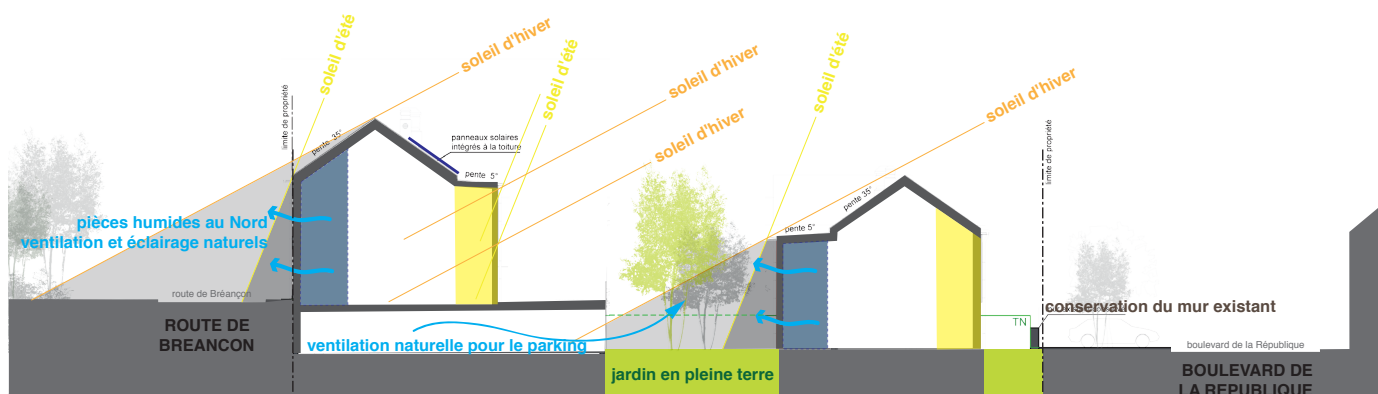 soleil d'été
soleil d'hiver
soleil d'été
soleil d'hiver
soleil d'hiver
soleil d'été
soleil d'hiver
limite de propriété
pente 35°
panneaux solaires
intégrés à la toiture
pente 5°
limite de propriété
pente 35°
pente 5°
pièces humides au Nord
ventilation et éclairage naturels
route de Bréançon
ROUTE DE
BREANCON
ventilation naturelle pour le parking
jardin en pleine terre
TN
conservation du mur existant
boulevard de la République
BOULEVARD DE
LA REPUBLIQUE